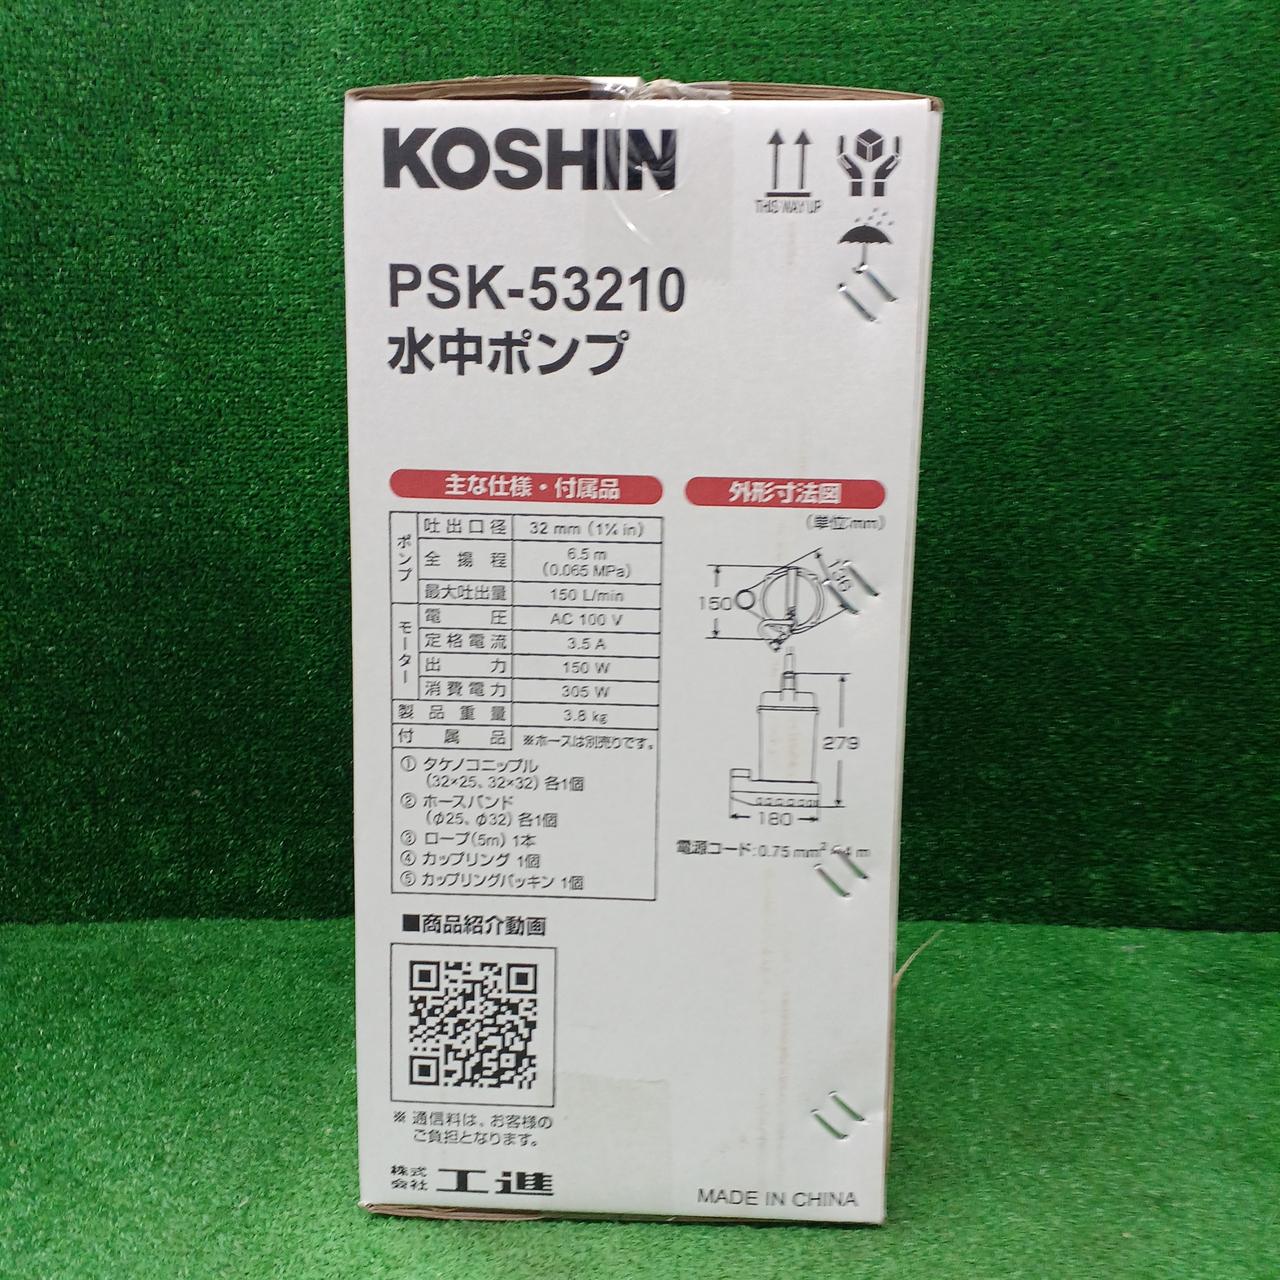 KOSHIN
THIS WAY UP
PSK-53210
水中ポンプ
主な仕様・付属品
ポンプ
吐出口径 32 mm (1¼ in)
全揚程 6.5 m
(0.065 MPa)
最大吐出量 150 L/min
モーター
電圧 AC 100 V
定格電流 3.5 A
出力 150 W
消費電力 305 W
製品重量 3.8 kg
付属品 ※ホースは別売りです。
① タケノコニップル
(32×25、32×32) 各1個
② ホースバンド
(φ25、φ32) 各1個
③ ロープ(5m) 1本
④ カップリング 1個
⑤ カップリングパッキン 1個
外形寸法図
(単位:mm)
150
279
180
電源コード:0.75 mm²
■商品紹介動画
※ 通信料は、お客様の
ご負担となります。
株式
会社 工進
MADE IN CHINA